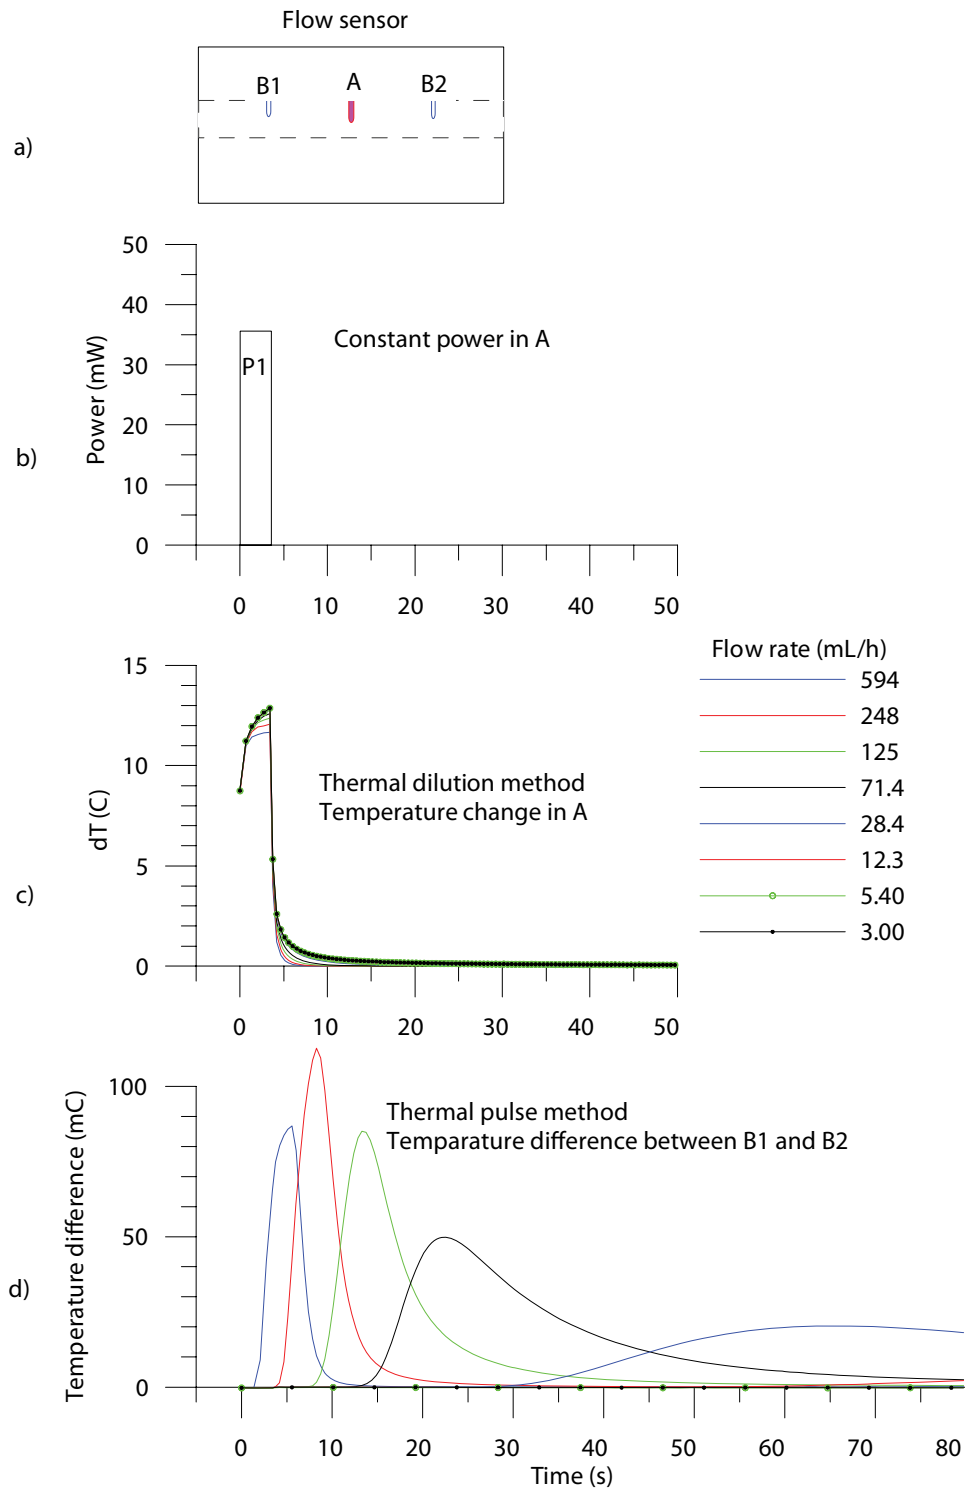 Flow sensor
B1 A B2
a)
50
40
30
20
10
0
Power (mW)
P1
Constant power in A
b)
0 10 20 30 40 50
15
10
5
0
dT (C)
Thermal dilution method
Temperature change in A
c)
0 10 20 30 40 50
Flow rate (mL/h)
594
248
125
71.4
28.4
12.3
5.40
3.00
100
50
0
Temperature difference (mC)
Thermal pulse method
Temparature difference between B1 and B2
d)
0 10 20 30 40 50 60 70 80
Time (s)